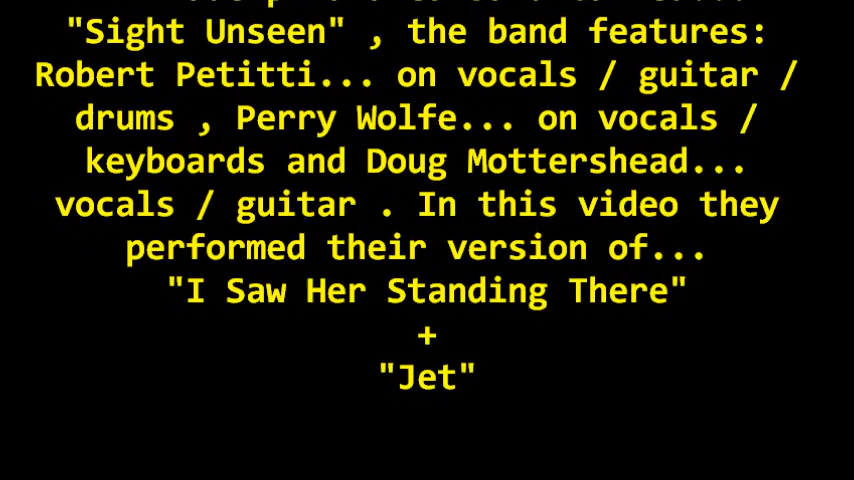 "Sight Unseen" , the band features:
Robert Petitti... on vocals / guitar /
drums , Perry Wolfe... on vocals /
keyboards and Doug Mottershead...
vocals / guitar . In this video they
performed their version of...
"I Saw Her Standing There"
+
"Jet"